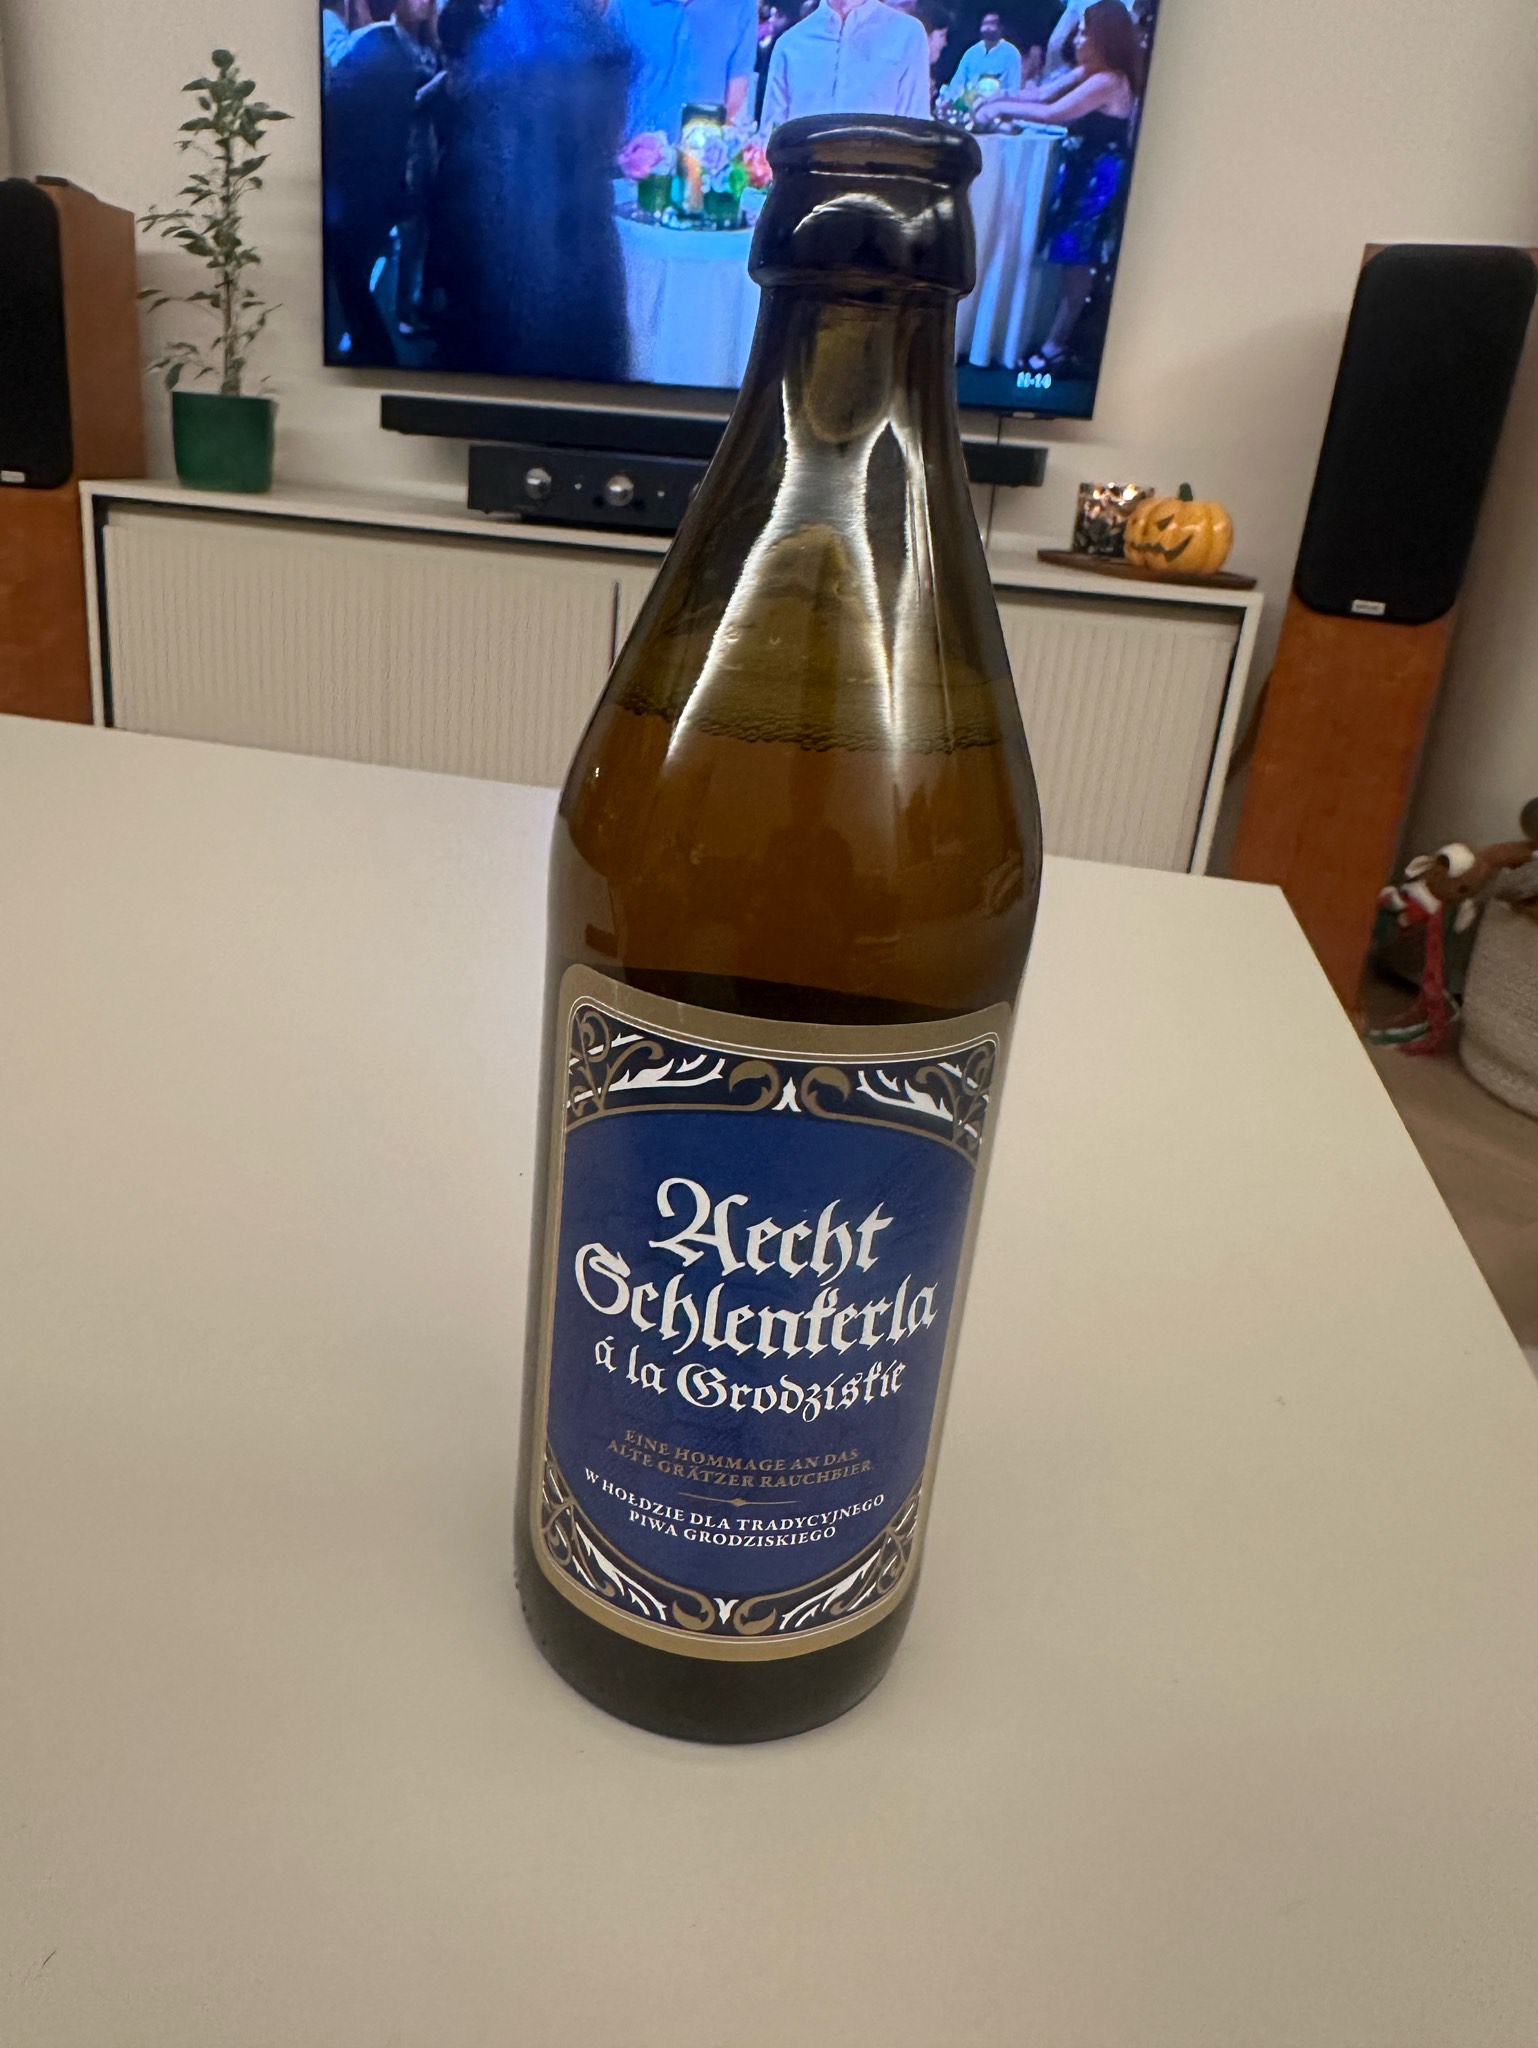 Aecht
Schlenkerla
á la Grodziskie
EINE HOMMAGE AN DAS
ALTE GRÄTZER RAUCHBIER
W HOŁDZIE DLA TRADYCYJNEGO
PIWA GRODZISKIEGO